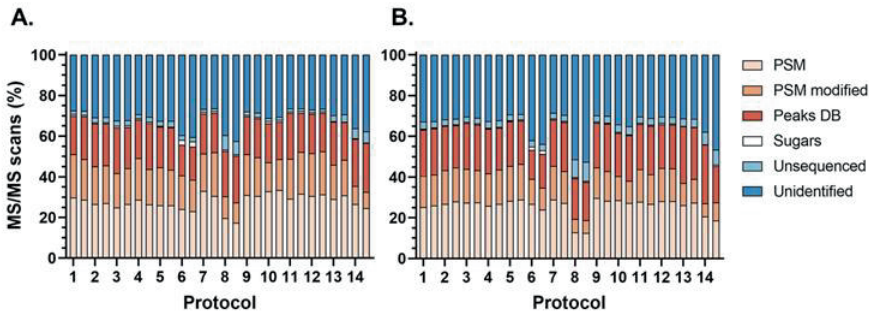 A.
B.
MS/MS scans (%)
100
80
60
40
20
0
1 2 3 4 5 6 7 8 9 10 11 12 13 14
Protocol
100
80
60
40
20
0
1 2 3 4 5 6 7 8 9 10 11 12 13 14
Protocol
PSM
PSM modified
Peaks DB
Sugars
Unsequenced
Unidentified